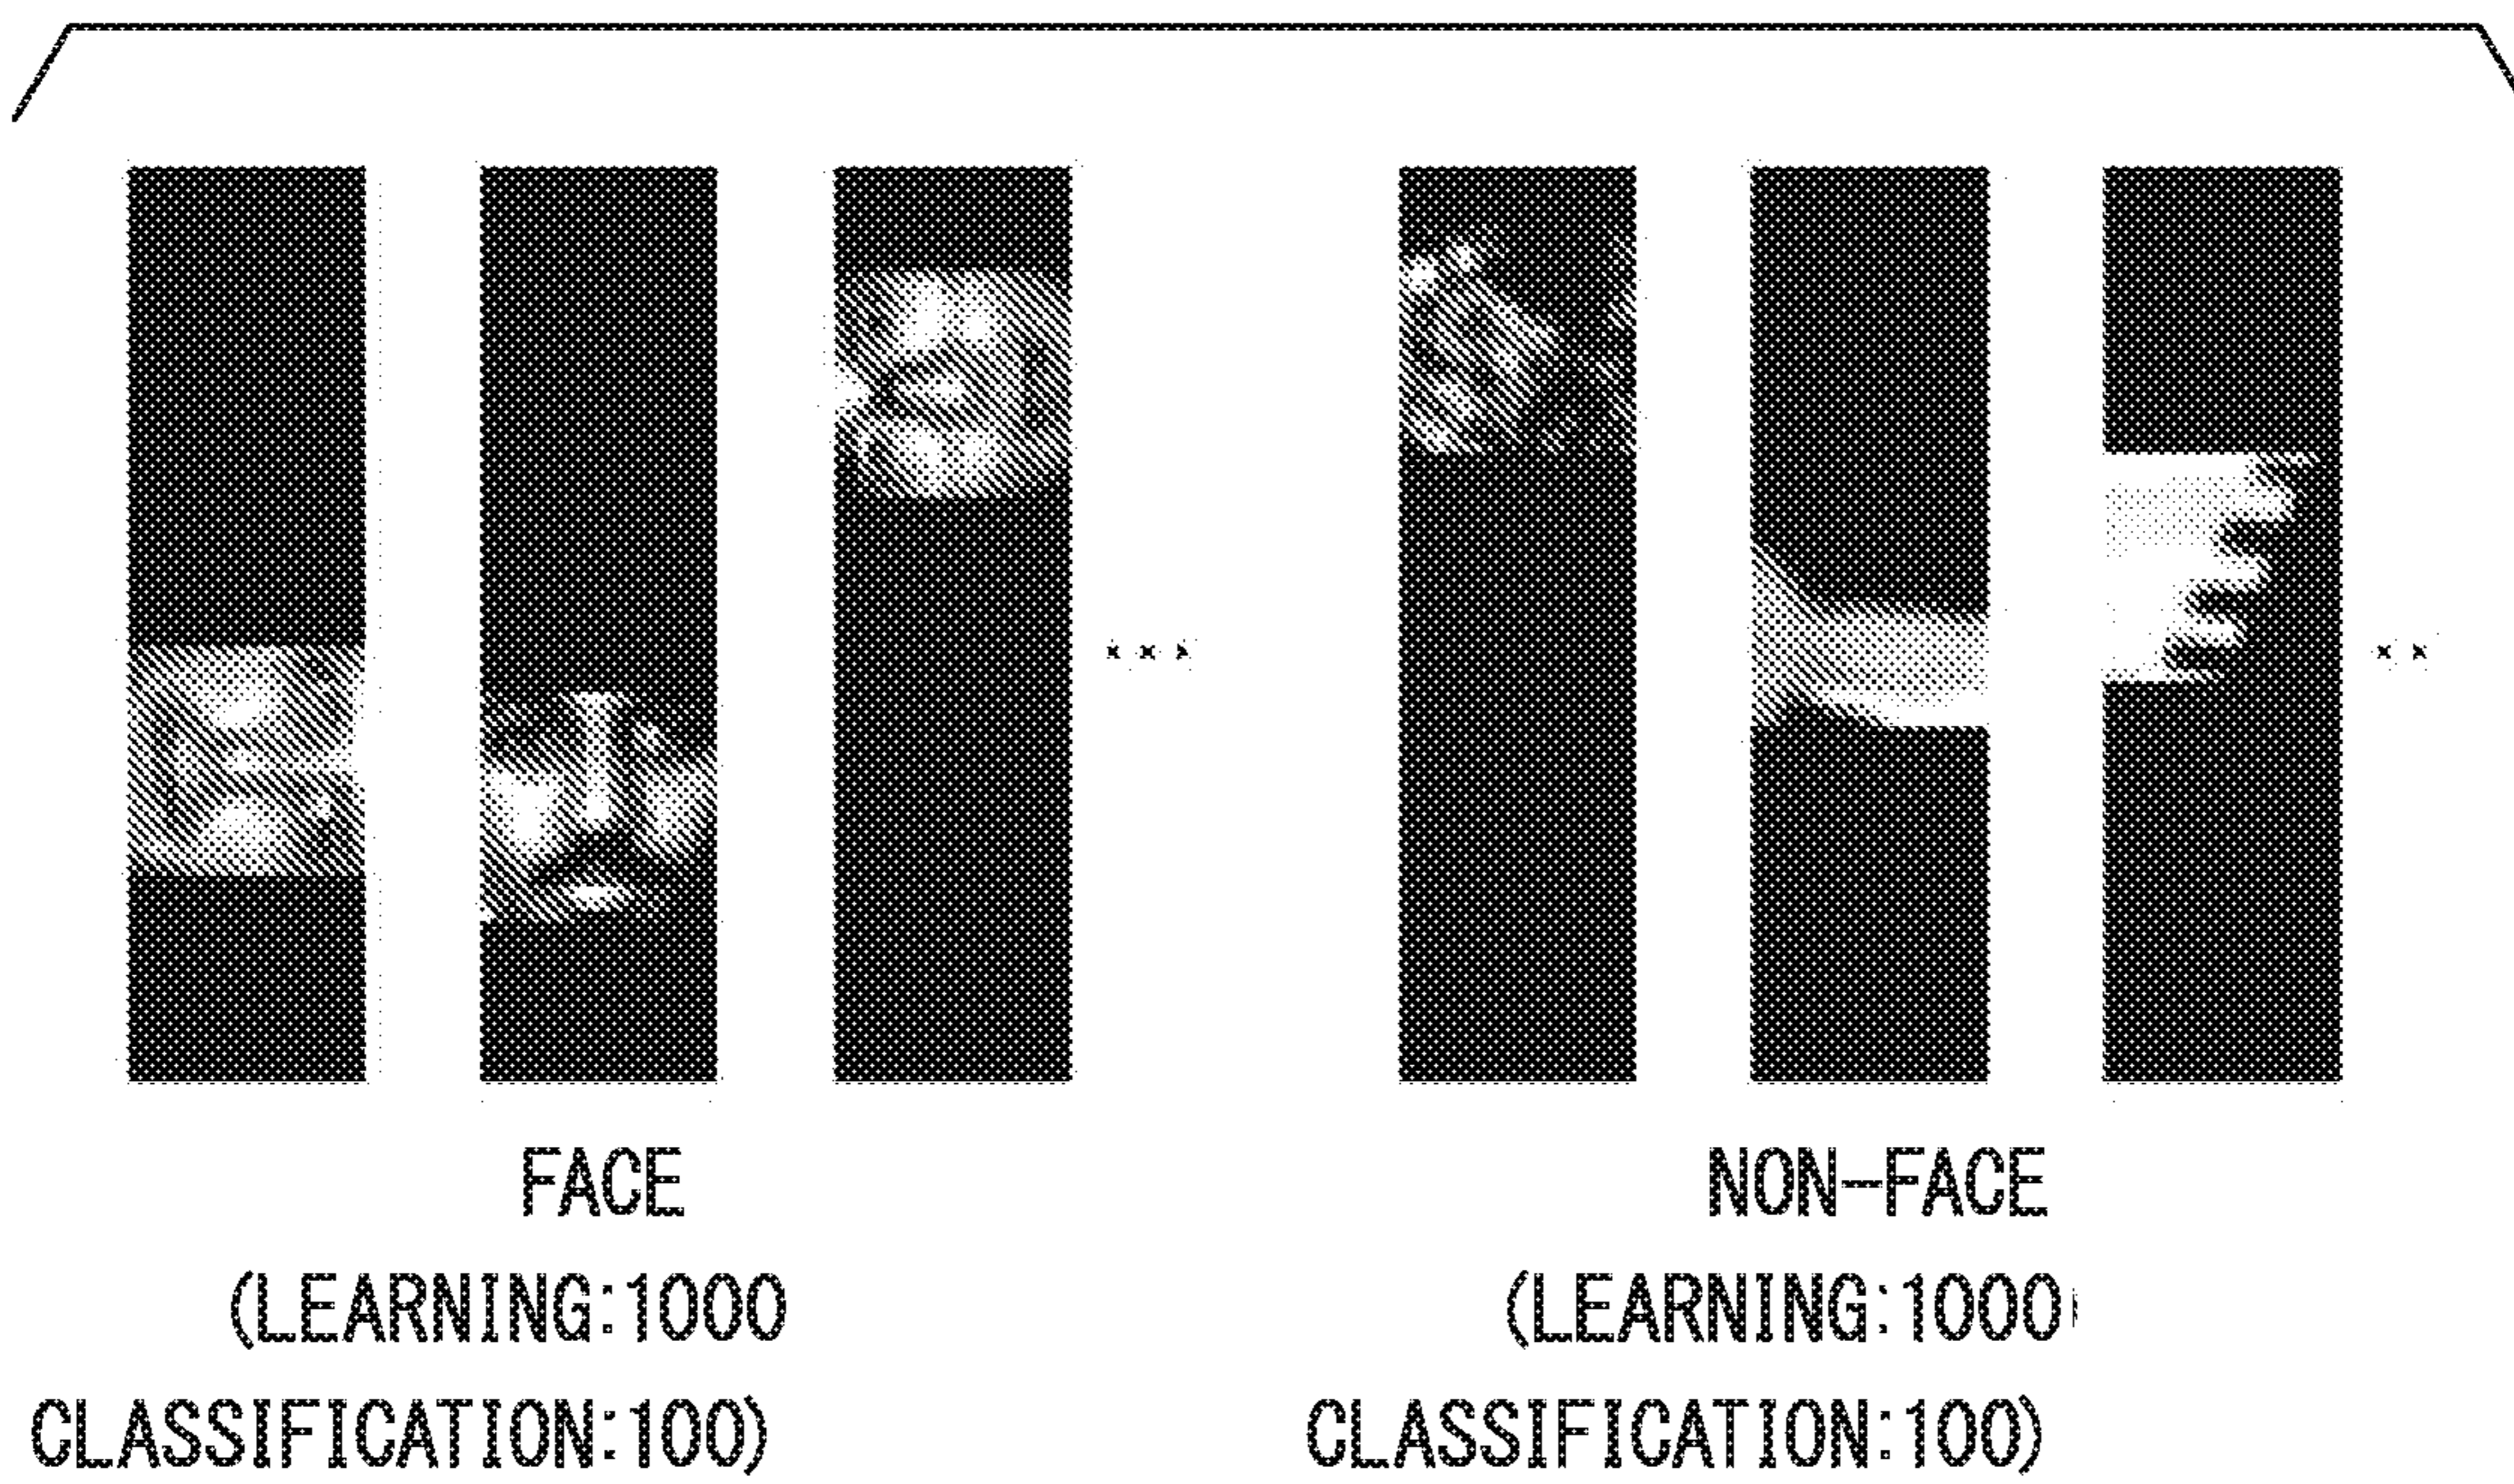 FACE
(LEARNING:1000
CLASSIFICATION:100)
NON-FACE
(LEARNING:1000
CLASSIFICATION:100)